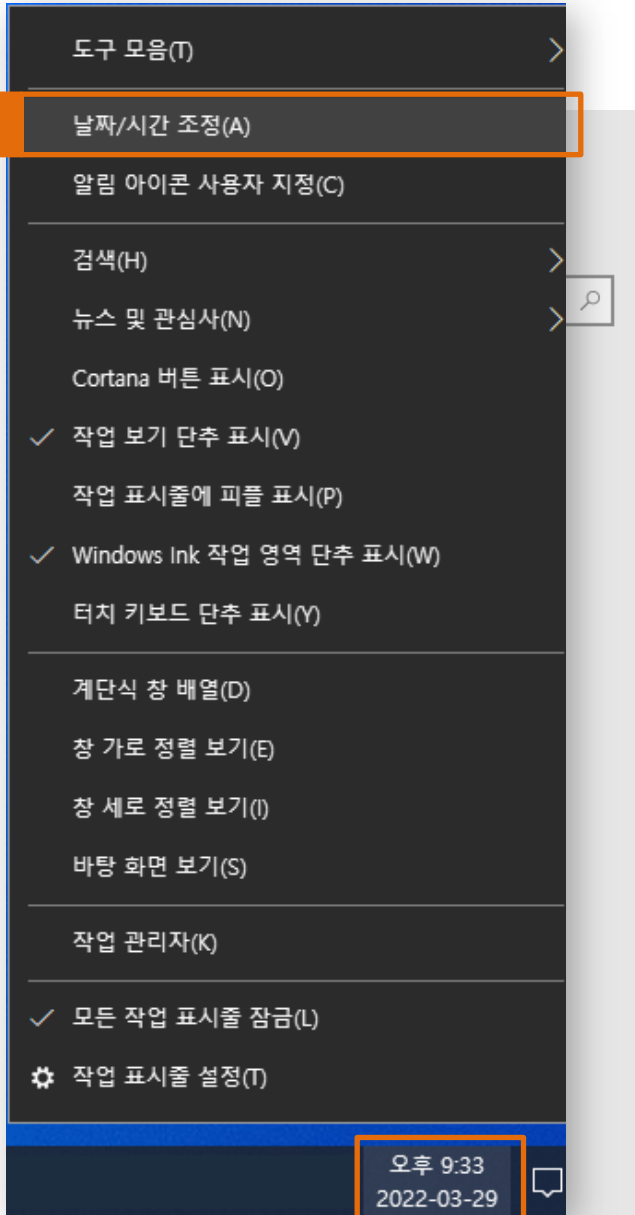 도구 모음(T)
날짜/시간 조정(A)
알림 아이콘 사용자 지정(C)
검색(H)
뉴스 및 관심사(N)
Cortana 버튼 표시(O)
작업 보기 단추 표시(V)
작업 표시줄에 피플 표시(P)
Windows Ink 작업 영역 단추 표시(W)
터치 키보드 단추 표시(Y)
계단식 창 배열(D)
창 가로 정렬 보기(E)
창 세로 정렬 보기(I)
바탕 화면 보기(S)
작업 관리자(K)
모든 작업 표시줄 잠금(L)
작업 표시줄 설정(T)
오후 9:33
2022-03-29